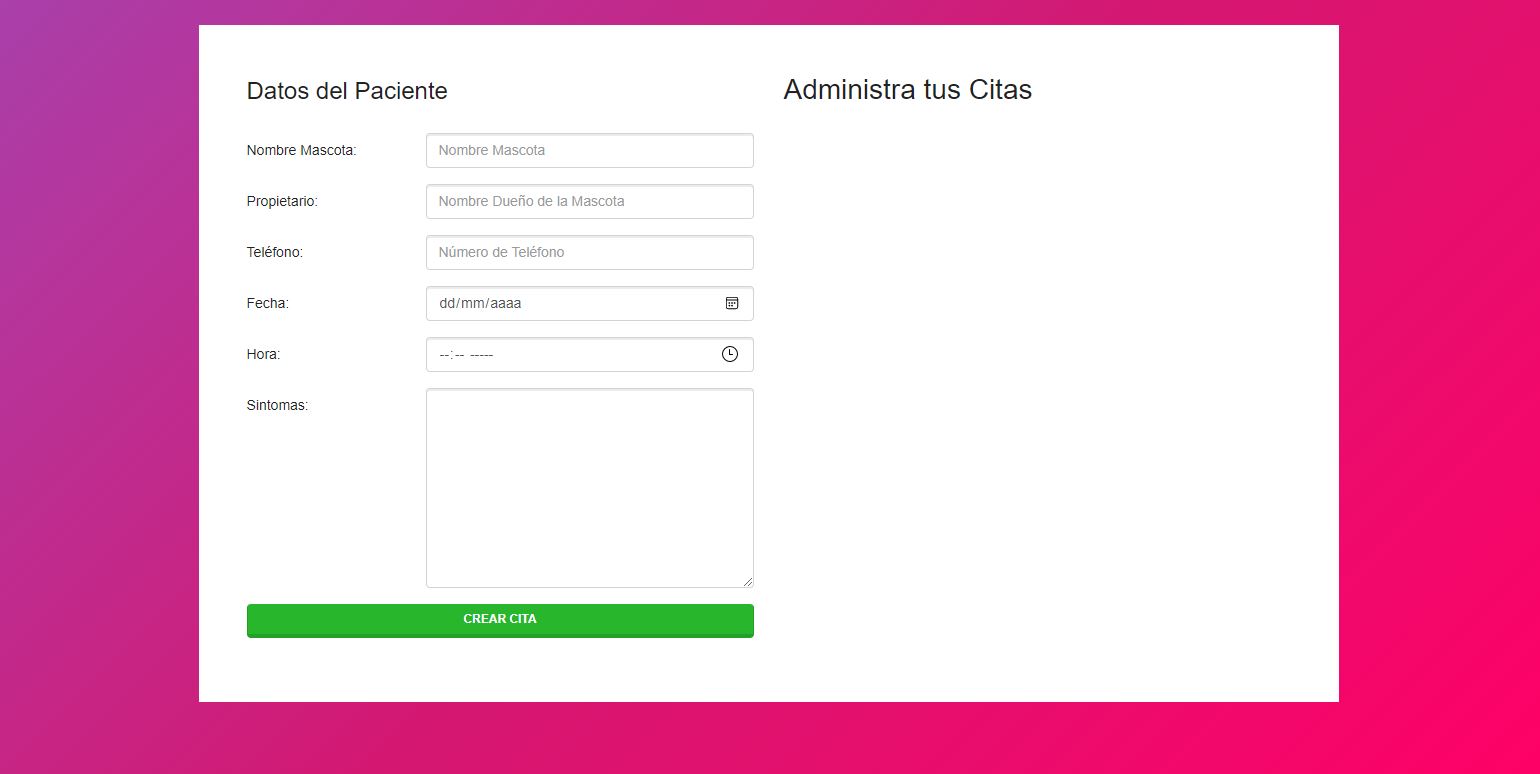 Datos del Paciente
Nombre Mascota:
Nombre Mascota
Propietario:
Nombre Dueño de la Mascota
Teléfono:
Número de Teléfono
Fecha:
dd/mm/aaaa
Hora:
--:-- -----
Sintomas:
CREAR CITA
Administra tus Citas